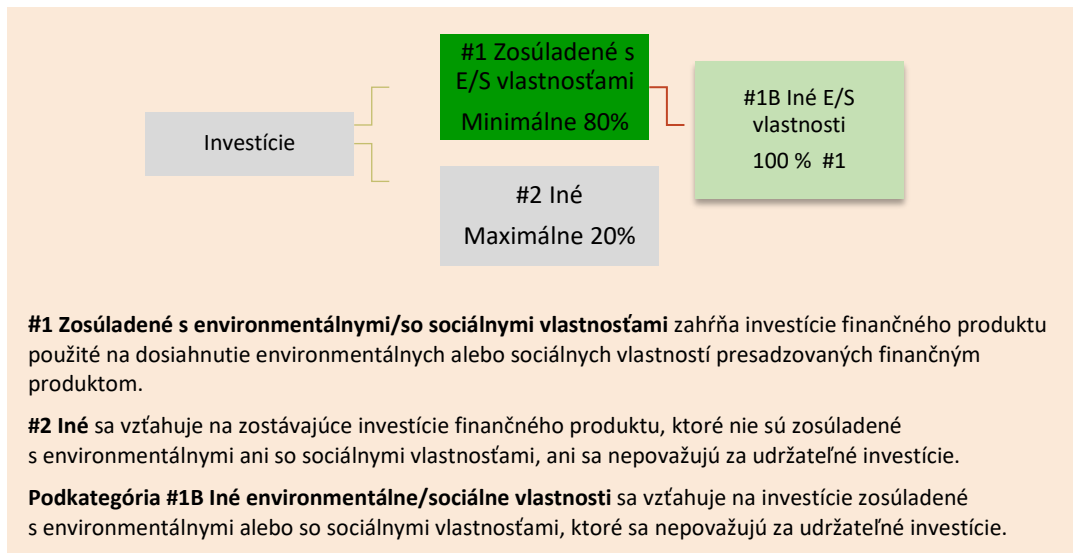 #1 Zosúladené s
E/S vlastnosťami
Minimálne 80%
#1B Iné E/S
vlastnosti
100 % #1
Investície
#2 Iné
Maximálne 20%
#1 Zosúladené s environmentálnymi/so sociálnymi vlastnosťami zahŕňa investície finančného produktu
použité na dosiahnutie environmentálnych alebo sociálnych vlastností presadzovaných finančným
produktom.
#2 Iné sa vzťahuje na zostávajúce investície finančného produktu, ktoré nie sú zosúladené
s environmentálnymi ani so sociálnymi vlastnosťami, ani sa nepovažujú za udržateľné investície.
Podkategória #1B Iné environmentálne/sociálne vlastnosti sa vzťahuje na investície zosúladené
s environmentálnymi alebo so sociálnymi vlastnosťami, ktoré sa nepovažujú za udržateľné investície.